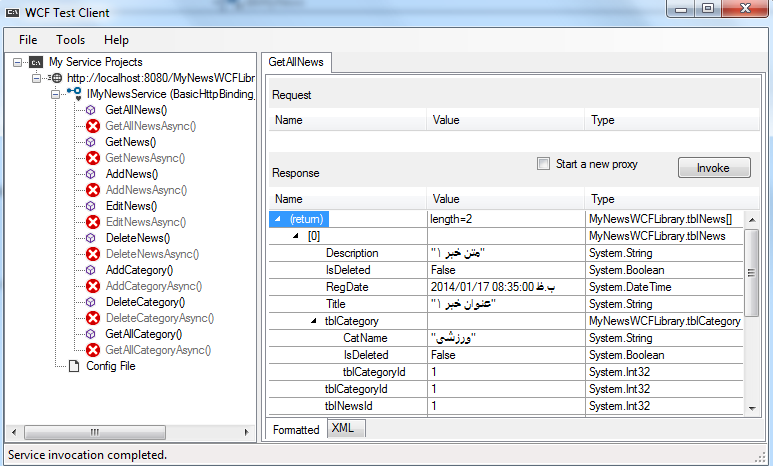 WCF Test Client
File Tools Help
My Service Projects
http://localhost:8080/MyNewsWCFLibr
IMyNewsService (BasicHttpBinding_
GetAllNews()
GetAllNewsAsync()
GetNews()
GetNewsAsync()
AddNews()
AddNewsAsync()
EditNews()
EditNewsAsync()
DeleteNews()
DeleteNewsAsync()
AddCategory()
AddCategoryAsync()
DeleteCategory()
DeleteCategoryAsync()
GetAllCategory()
GetAllCategoryAsync()
Config File
GetAllNews
Request
Name Value Type
Response
Start a new proxy
Invoke
Name Value Type
(return) length=2 MyNewsWCFLibrary.tblNews[]
[0] MyNewsWCFLibrary.tblNews
Description "متن خبر ۱" System.String
IsDeleted False System.Boolean
RegDate 2014/01/17 08:35:00 ب.ظ System.DateTime
Title "عنوان خبر ۱" System.String
tblCategory MyNewsWCFLibrary.tblCategory
CatName "ورزشی" System.String
IsDeleted False System.Boolean
tblCategoryId 1 System.Int32
tblCategoryId 1 System.Int32
tblNewsId 1 System.Int32
Formatted XML
Service invocation completed.